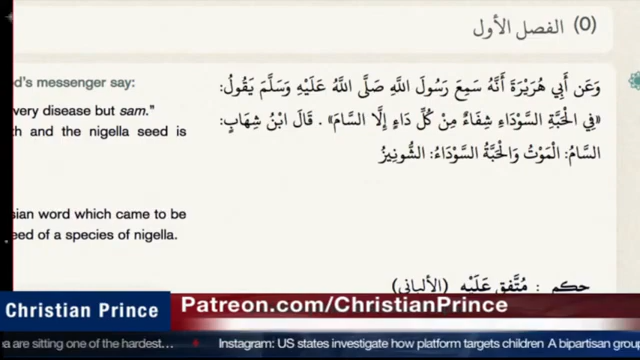 (0) الفصل الأول
d's messenger say:
very disease but sam."
th and the nigella seed is
sian word which came to be
eed of a species of nigella.
وَعَن أَبِي هُرَيْرَةَ أَنَّهُ سَمِعَ رَسُولَ اللَّهِ صَلَّى اللَّهُ عَلَيْهِ وَسَلَّمَ يَقُولُ:
«فِي الْحَبَّةِ السَّوْدَاءِ شِفَاءٌ مِنْ كُلِّ دَاءٍ إِلَّا السَّامَ» . قَالَ ابْنُ شِهَابٍ:
السَّامُ: الْمَوْتُ وَالْحَبَّةُ السَّوْدَاءُ: الشُّونِيزُ
حكم : مُتَّفق عَلَيْهِ (الألباني)
Christian Prince
Patreon.com/ChristianPrince
a are sitting one of the hardest...
Instagram: US states investigate how platform targets children A bipartisan group